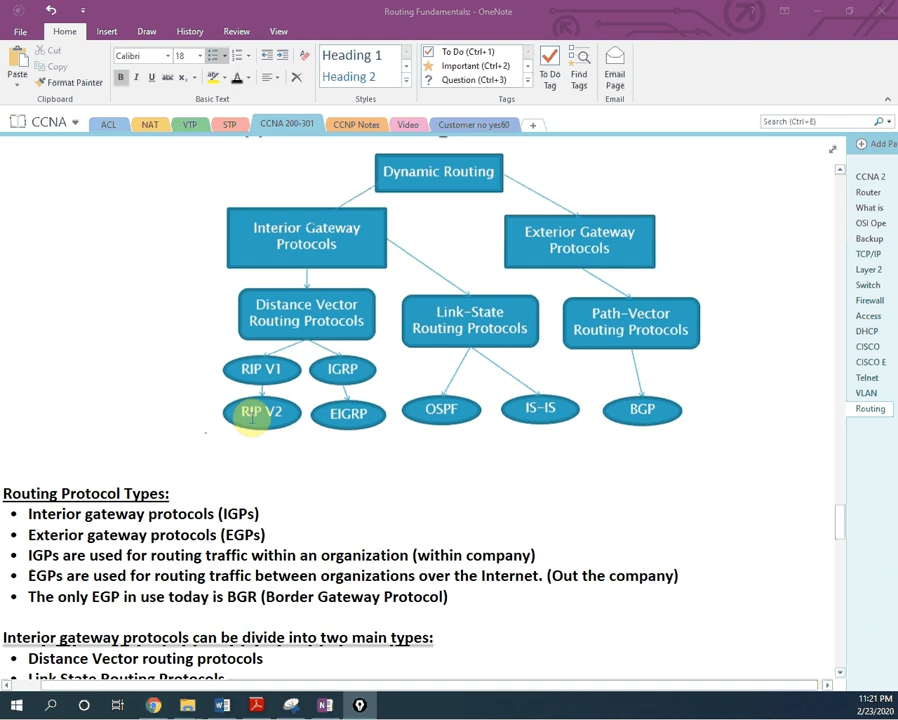 Routing Fundamentals: - OneNote
File Home Insert Draw History Review View
Paste
Cut
Copy
Format Painter
Clipboard
Calibri 18
B I U abc x₂ A
Basic Text
Heading 1
Heading 2
Styles
To Do (Ctrl+1)
Important (Ctrl+2)
Question (Ctrl+3)
To Do Tag
Find Tags
Tags
Email Page
Email
CCNA ACL NAT VTP STP CCNA 200-301 CCNP Notes Video Customer no yes60 Search (Ctrl+E)
Add Pa
Dynamic Routing
Interior Gateway
Protocols
Exterior Gateway
Protocols
Distance Vector
Routing Protocols
Link-State
Routing Protocols
Path-Vector
Routing Protocols
RIP V1 IGRP
RIP V2 EIGRP OSPF IS-IS BGP
CCNA 2
Router
What is
OSI Ope
Backup
TCP/IP
Layer 2
Switch
Firewall
Access
DHCP
CISCO
CISCO E
Telnet
VLAN
Routing
Routing Protocol Types:
• Interior gateway protocols (IGPs)
• Exterior gateway protocols (EGPs)
• IGPs are used for routing traffic within an organization (within company)
• EGPs are used for routing traffic between organizations over the Internet. (Out the company)
• The only EGP in use today is BGR (Border Gateway Protocol)
Interior gateway protocols can be divide into two main types:
• Distance Vector routing protocols
• Link State Routing Protocols
11:21 PM
2/23/2020